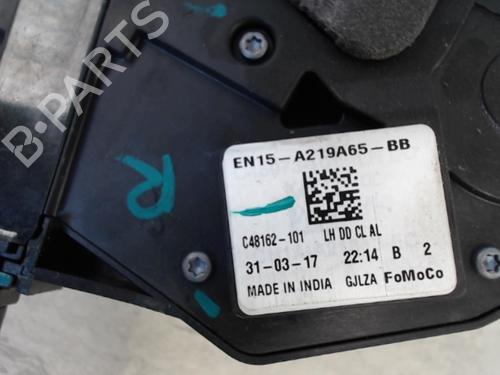 B-PARTS
R
EN15-A219A65-BB
C48162-101 LH DD CL AL
31-03-17 22:14 B 2
MADE IN INDIA GJLZA FoMoCo